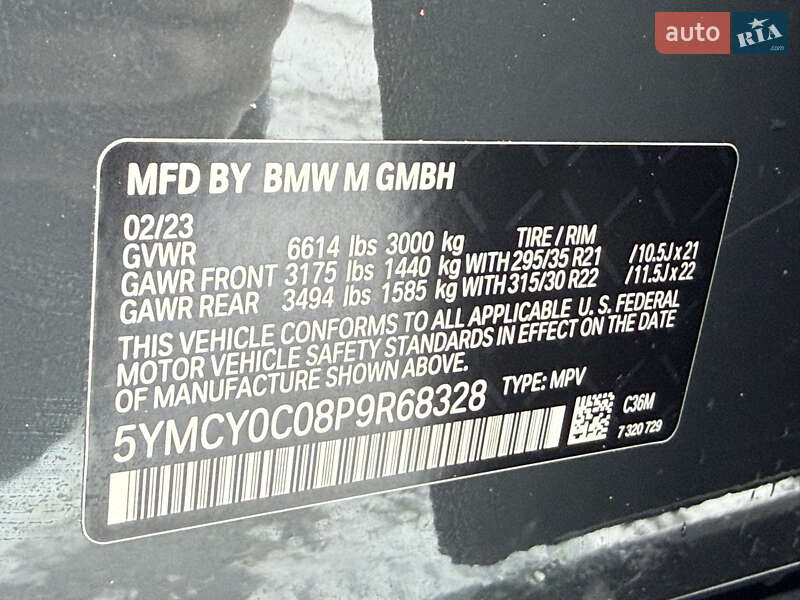 auto RIA.com
MFD BY BMW M GMBH
02/23 TIRE / RIM
GVWR 6614 lbs 3000 kg
GAWR FRONT 3175 lbs 1440 kg WITH 295/35 R21 /10.5J x 21
GAWR REAR 3494 lbs 1585 kg WITH 315/30 R22 /11.5J x 22
THIS VEHICLE CONFORMS TO ALL APPLICABLE U. S. FEDERAL
MOTOR VEHICLE SAFETY STANDARDS IN EFFECT ON THE DATE
OF MANUFACTURE SHOWN ABOVE.
5YMCY0C08P9R68328 TYPE: MPV
C36M
7 320 729